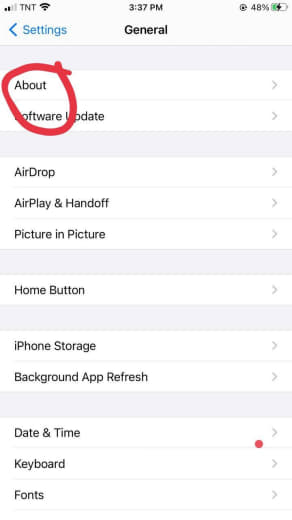 TNT 3:37 PM 48%
Settings General
About
Software Update
AirDrop
AirPlay & Handoff
Picture in Picture
Home Button
iPhone Storage
Background App Refresh
Date & Time
Keyboard
Fonts